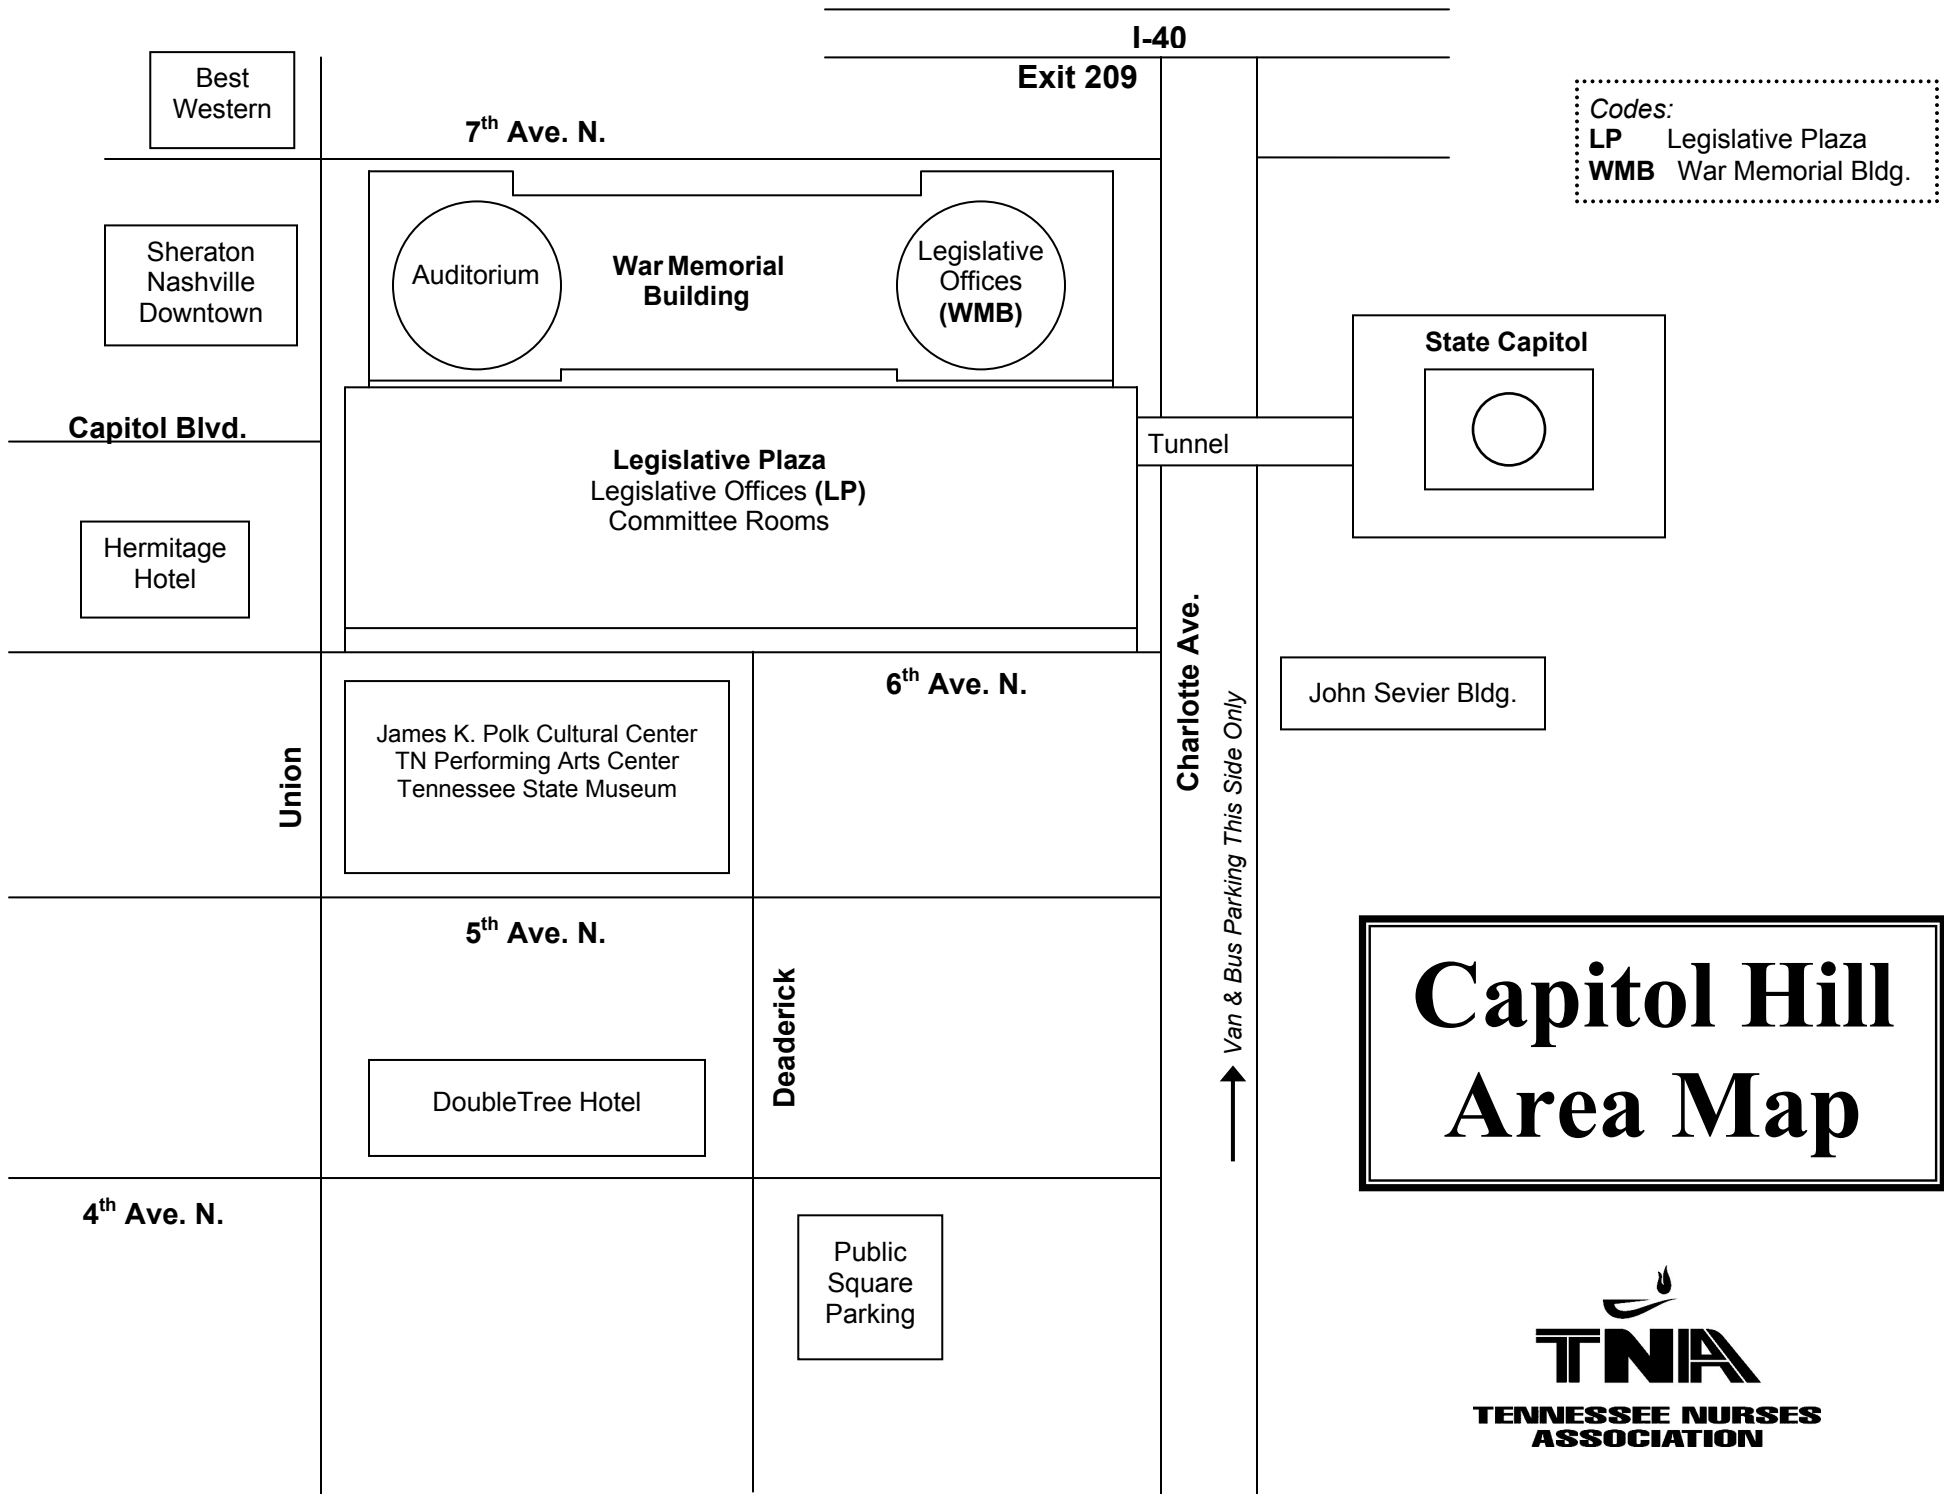 I-40
Exit 209
Best
Western
7th Ave. N.
Codes:
LP Legislative Plaza
WMB War Memorial Bldg.
Sheraton
Nashville
Downtown
Auditorium
War Memorial
Building
Legislative
Offices
(WMB)
State Capitol
Capitol Blvd.
Legislative Plaza
Legislative Offices (LP)
Committee Rooms
Tunnel
Hermitage
Hotel
6th Ave. N.
Charlotte Ave.
Van & Bus Parking This Side Only
John Sevier Bldg.
Union
James K. Polk Cultural Center
TN Performing Arts Center
Tennessee State Museum
5th Ave. N.
Deaderick
DoubleTree Hotel
Capitol Hill
Area Map
4th Ave. N.
Public
Square
Parking
TNA
TENNESSEE NURSES
ASSOCIATION